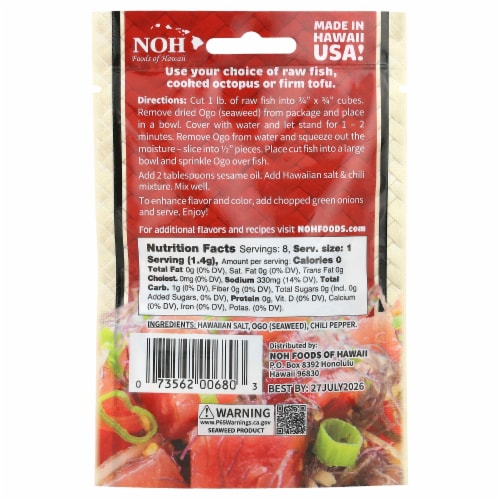 NOH
Foods of Hawaii
MADE IN
HAWAII
USA!
Use your choice of raw fish,
cooked octopus or firm tofu.
Directions: Cut 1 lb. of raw fish into ¾" x ¾" cubes.
Remove dried Ogo (seaweed) from package and place
in a bowl. Cover with water and let stand for 1 – 2
minutes. Remove Ogo from water and squeeze out the
moisture – slice into ½" pieces. Place cut fish into a large
bowl and sprinkle Ogo over fish.
Add 2 tablespoons sesame oil. Add Hawaiian salt & chili
mixture. Mix well.
To enhance flavor and color, add chopped green onions
and serve. Enjoy!
For additional flavors and recipes visit NOHFOODS.com
Nutrition Facts Servings: 8, Serv. size: 1
Serving (1.4g), Amount per serving: Calories 0
Total Fat 0g (0% DV), Sat. Fat 0g (0% DV), Trans Fat 0g
Cholest. 0mg (0% DV), Sodium 330mg (14% DV), Total
Carb. 1g (0% DV), Fiber 0g (0% DV), Total Sugars 0g (Incl. 0g
Added Sugars, 0% DV), Protein 0g, Vit. D (0% DV), Calcium
(0% DV), Iron (0% DV), Potas. (0% DV).
INGREDIENTS: HAWAIIAN SALT, OGO (SEAWEED), CHILI PEPPER.
Distributed by:
NOH FOODS OF HAWAII
P.O. Box 8392 Honolulu
Hawaii 96830
BEST BY: 27JULY2026
0 73562 00680 3
WARNING
www.P65Warnings.ca.gov
SEAWEED PRODUCT